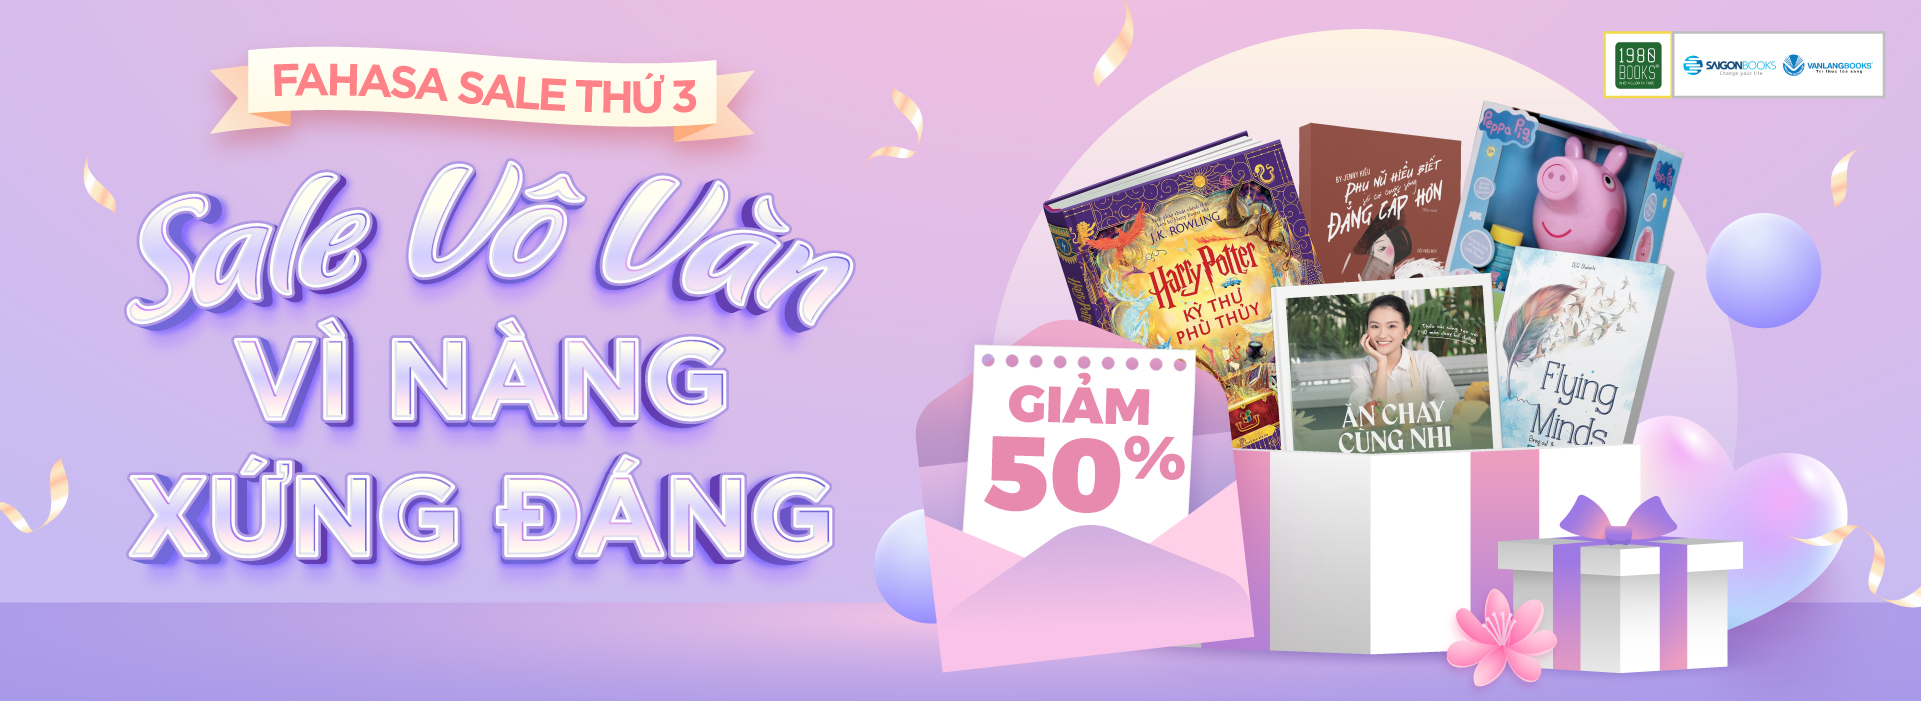 FAHASA SALE THỨ 3
Sale Vô Vàn
VÌ NÀNG
XỨNG ĐÁNG
GIẢM
50%
J.K. ROWLING
Harry Potter
KỲ THƯ
PHÙ THỦY
BY JENNY KIỀU
PHỤ NỮ HIỂU BIẾT
ĐẲNG CẤP HƠN
Peppa Pig
ĂN CHAY
CÙNG NHI
Flying
Minds
1980
BOOKS
SAIGONBOOKS
Change your life
VANLANGBOOKS